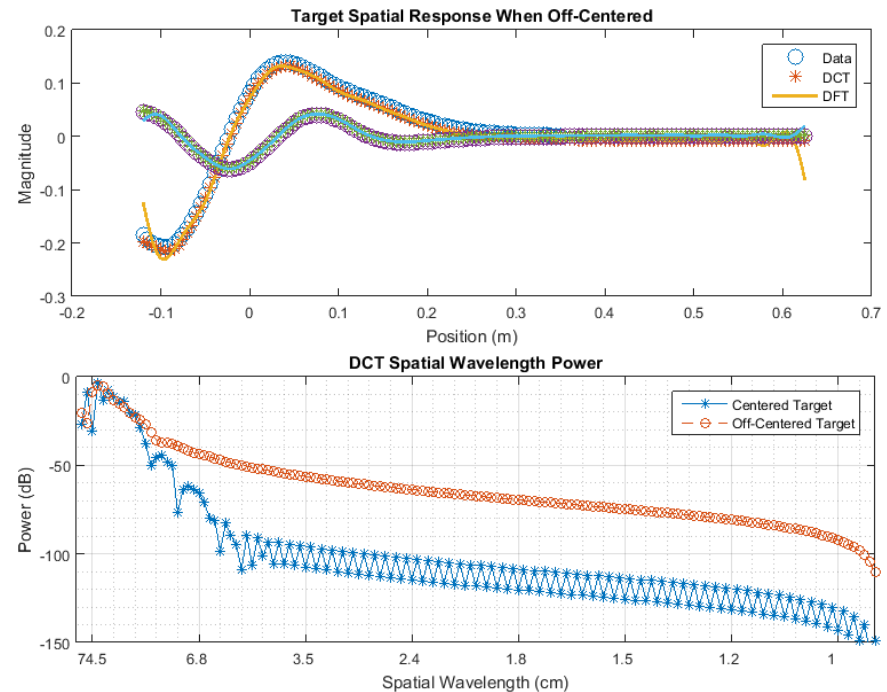 Target Spatial Response When Off-Centered
0.2
0.1
0
-0.1
-0.2
-0.3
Magnitude
Data
DCT
DFT
-0.2 -0.1 0 0.1 0.2 0.3 0.4 0.5 0.6 0.7
Position (m)
DCT Spatial Wavelength Power
0
-50
-100
-150
Power (dB)
Centered Target
Off-Centered Target
74.5 6.8 3.5 2.4 1.8 1.5 1.2 1
Spatial Wavelength (cm)